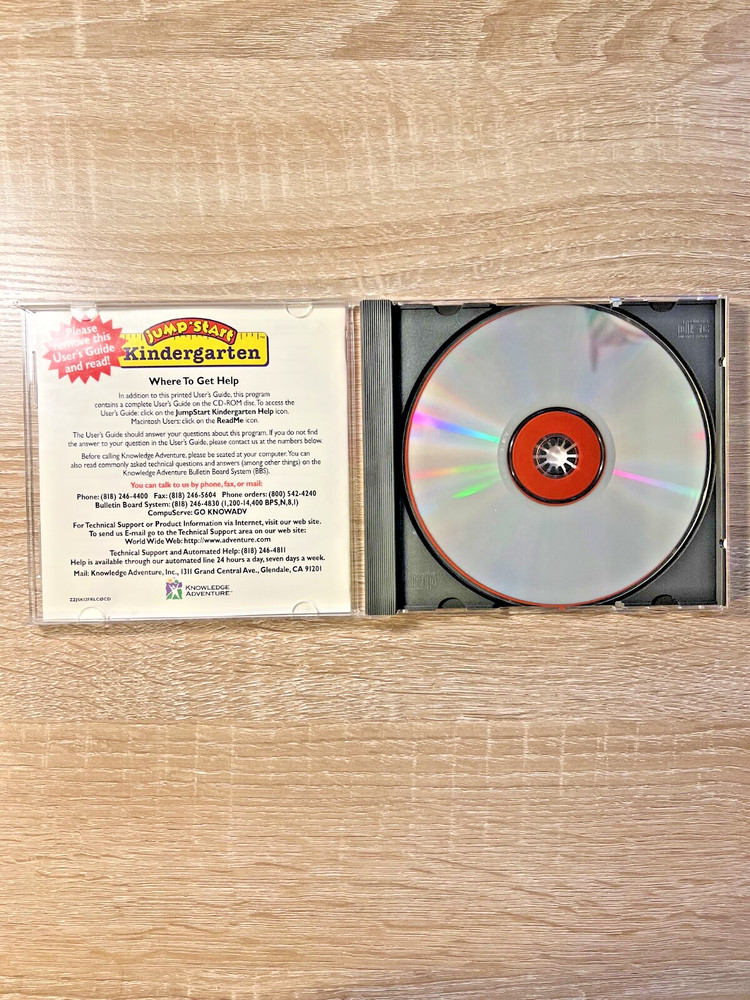 Please
remove this
User's Guide
and read!
Jump·Start
Kindergarten™
Where To Get Help
In addition to this printed User's Guide, this program
contains a complete User's Guide on the CD-ROM disc. To access the
User's Guide: click on the JumpStart Kindergarten Help icon.
Macintosh Users: click on the ReadMe icon.
The User's Guide should answer your questions about this program. If you do not find
the answer to your question in the User's Guide, please contact us at the numbers below.
Before calling Knowledge Adventure, please be seated at your computer. You can
also read commonly asked technical questions and answers (among other things) on the
Knowledge Adventure Bulletin Board System (BBS).
You can talk to us by phone, fax, or mail:
Phone: (818) 246-4400 Fax: (818) 246-5604 Phone orders: (800) 542-4240
Bulletin Board System: (818) 246-4830 (1,200-14,400 BPS,N,8,1)
CompuServe: GO KNOWADV
For Technical Support or Product Information via Internet, visit our web site.
To send us E-mail go to the Technical Support area on our web site:
World Wide Web: http://www.adventure.com
Technical Support and Automated Help: (818) 246-4811
Help is available through our automated line 24 hours a day, seven days a week.
Mail: Knowledge Adventure, Inc., 1311 Grand Central Ave., Glendale, CA 91201
KNOWLEDGE
ADVENTURE™